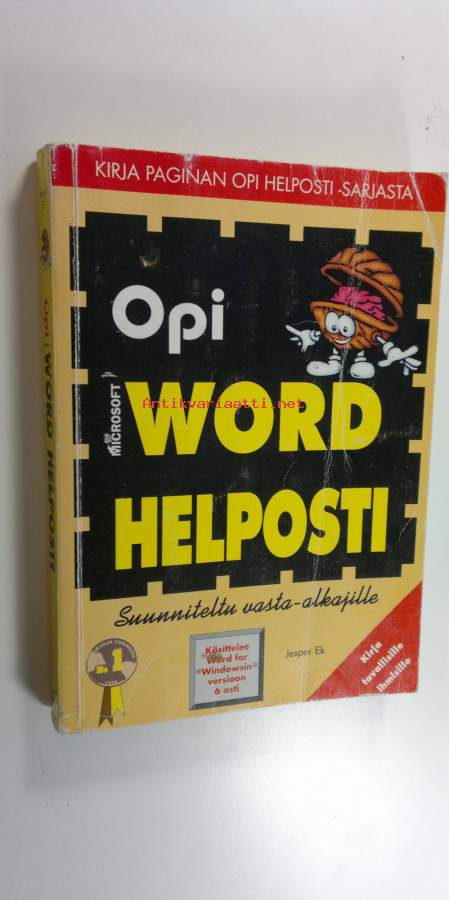 KIRJA PAGINAN OPI HELPOSTI -SARJASTA
Opi
MICROSOFT
WORD
HELPOSTI
Antikvariaatti.net
Suunniteltu vasta-alkajille
Käsittelee
Word for
Windowsin
versioon
6 asti
Jesper Ek
Kirja
tavallisille
ihmisille
1
Opi WORD HELPOSTI